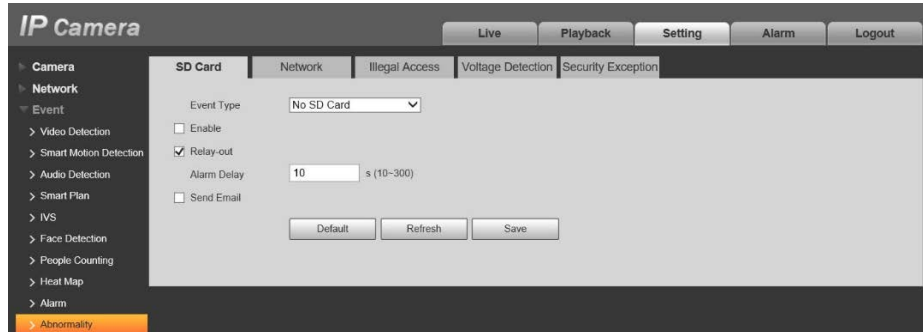 IP Camera
Live Playback Setting Alarm Logout
Camera
Network
Event
Video Detection
Smart Motion Detection
Audio Detection
Smart Plan
IVS
Face Detection
People Counting
Heat Map
Alarm
Abnormality
SD Card Network Illegal Access Voltage Detection Security Exception
Event Type No SD Card
Enable
Relay-out
Alarm Delay 10 s (10~300)
Send Email
Default Refresh Save